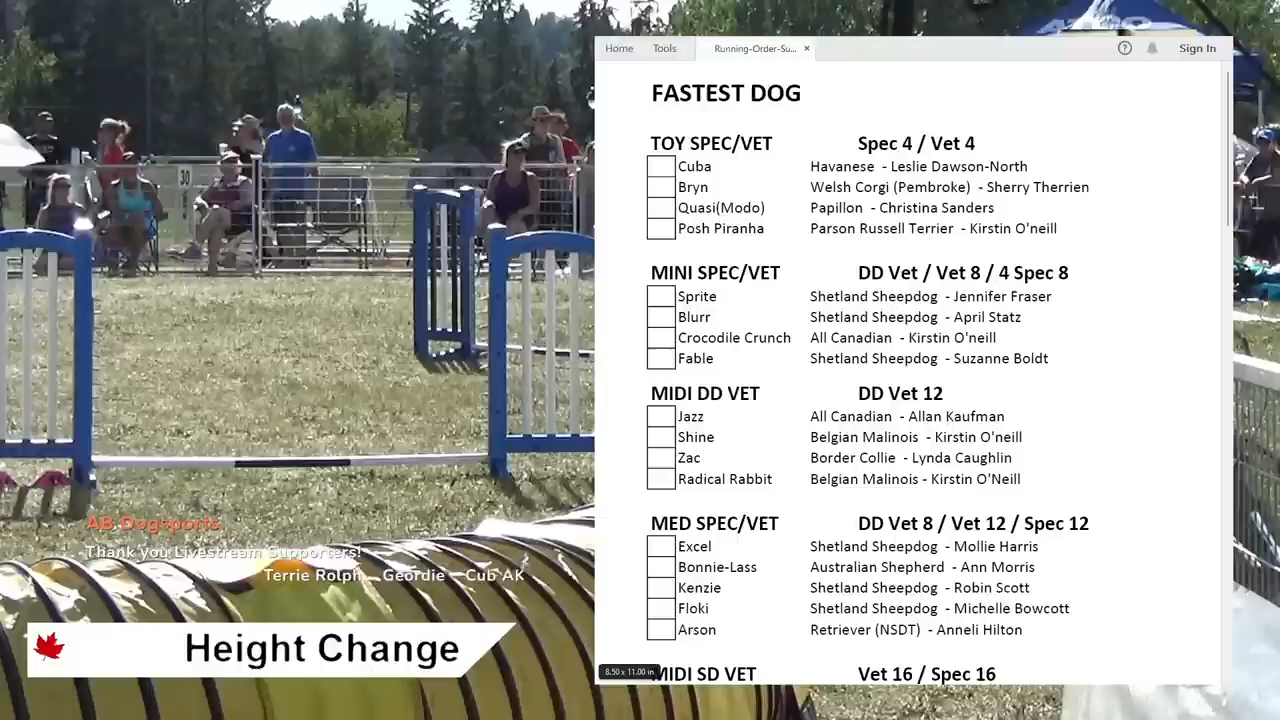 Home Tools Running-Order-Su... × ? Sign In
FASTEST DOG
TOY SPEC/VET Spec 4 / Vet 4
Cuba Havanese - Leslie Dawson-North
Bryn Welsh Corgi (Pembroke) - Sherry Therrien
Quasi(Modo) Papillon - Christina Sanders
Posh Piranha Parson Russell Terrier - Kirstin O'neill
MINI SPEC/VET DD Vet / Vet 8 / 4 Spec 8
Sprite Shetland Sheepdog - Jennifer Fraser
Blurr Shetland Sheepdog - April Statz
Crocodile Crunch All Canadian - Kirstin O'neill
Fable Shetland Sheepdog - Suzanne Boldt
MIDI DD VET DD Vet 12
Jazz All Canadian - Allan Kaufman
Shine Belgian Malinois - Kirstin O'neill
Zac Border Collie - Lynda Caughlin
Radical Rabbit Belgian Malinois - Kirstin O'Neill
MED SPEC/VET DD Vet 8 / Vet 12 / Spec 12
Excel Shetland Sheepdog - Mollie Harris
Bonnie-Lass Australian Shepherd - Ann Morris
Kenzie Shetland Sheepdog - Robin Scott
Floki Shetland Sheepdog - Michelle Bowcott
Arson Retriever (NSDT) - Anneli Hilton
MIDI SD VET Vet 16 / Spec 16
8.50 x 11.00 in
30
AB Dogsports,
Thank you Livestream Supporters!
Terrie Rolph - Geordie - Cub AK
Height Change